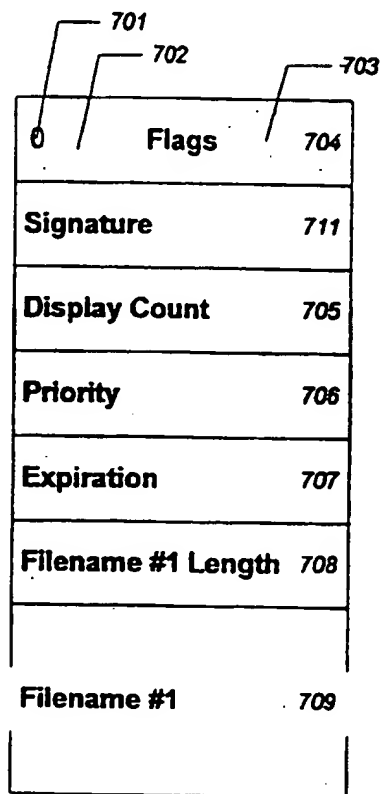 701
702
703
0 Flags 704
Signature 711
Display Count 705
Priority 706
Expiration 707
Filename #1 Length 708
Filename #1 709